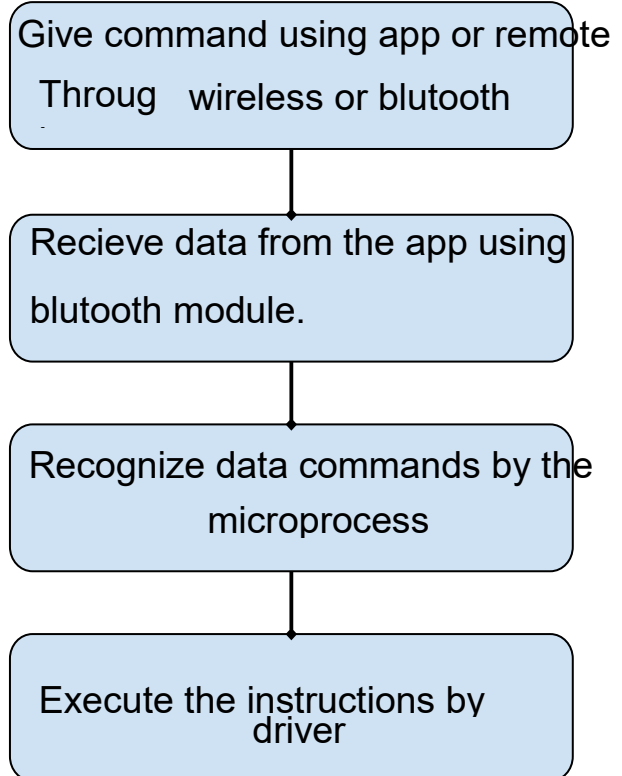 Give command using app or remote
Throug wireless or blutooth
Recieve data from the app using
blutooth module.
Recognize data commands by the
microprocess
Execute the instructions by
driver